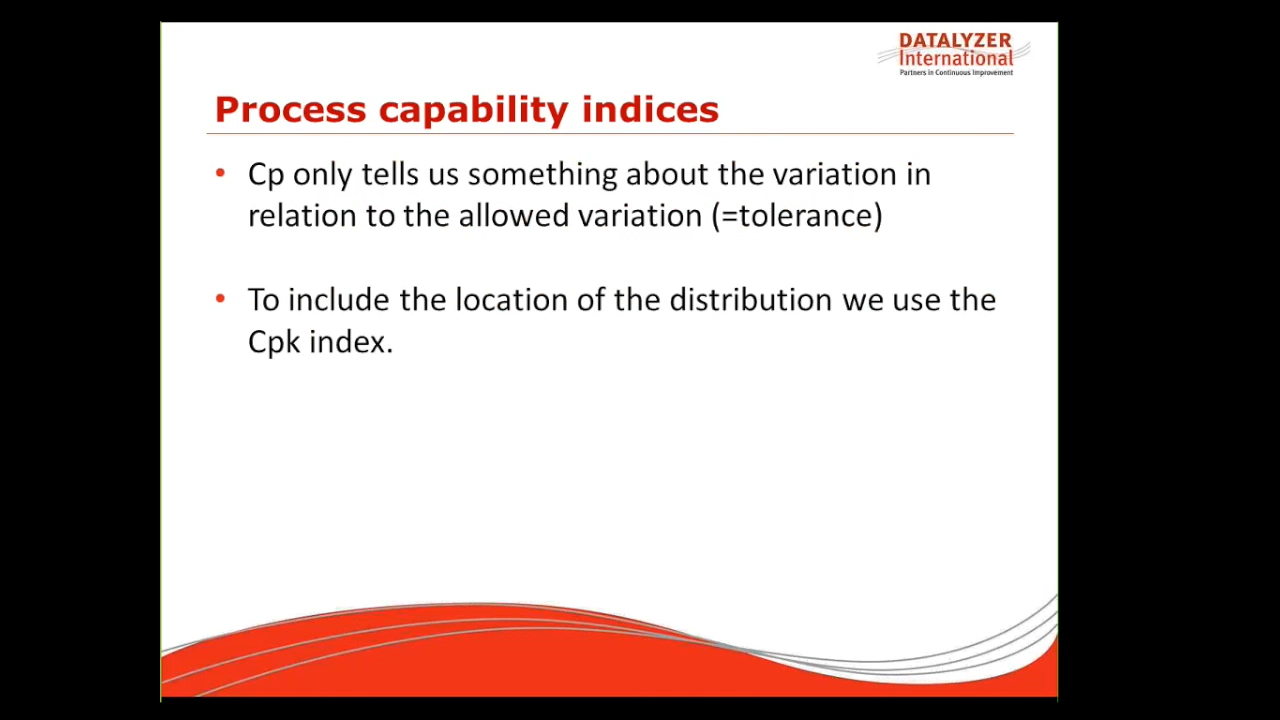 DATALYZER
International
Partners in Continuous Improvement
Process capability indices
• Cp only tells us something about the variation in
relation to the allowed variation (=tolerance)
• To include the location of the distribution we use the
Cpk index.